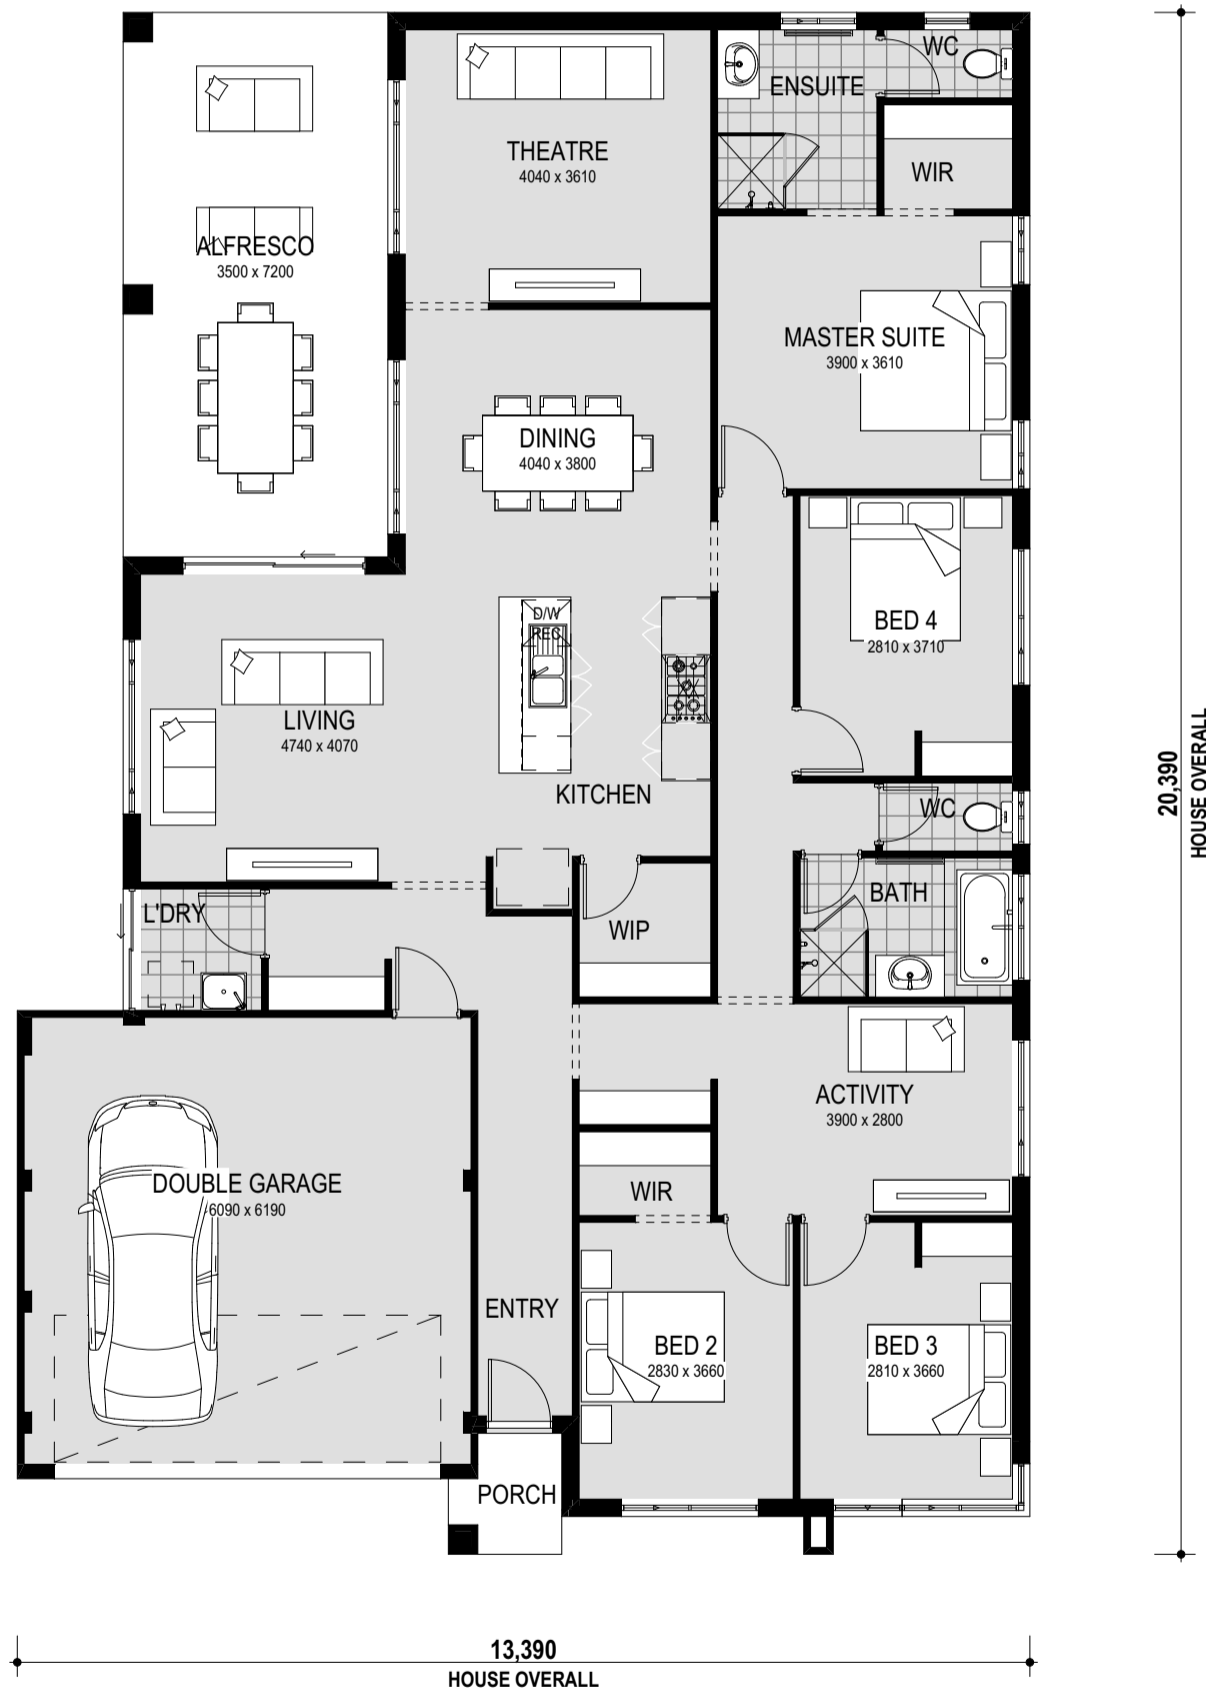 WC
ENSUITE
THEATRE
4040 x 3610
WIR
ALFRESCO
3500 x 7200
MASTER SUITE
3900 x 3610
DINING
4040 x 3800
D/W
REC
BED 4
2810 x 3710
LIVING
4740 x 4070
20,390
HOUSE OVERALL
KITCHEN
WC
BATH
L'DRY
WIP
ACTIVITY
3900 x 2800
DOUBLE GARAGE
6090 x 6190
WIR
ENTRY
BED 2
2830 x 3660
BED 3
2810 x 3660
PORCH
13,390
HOUSE OVERALL